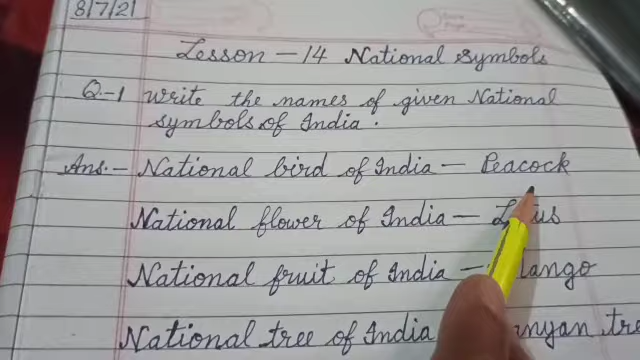 8/7/21
Lesson - 14 National Symbols
Q-1 Write the names of given National
symbols of India.
Ans.- National bird of India - Peacock
National flower of India -
National fruit of India -
National tree of India